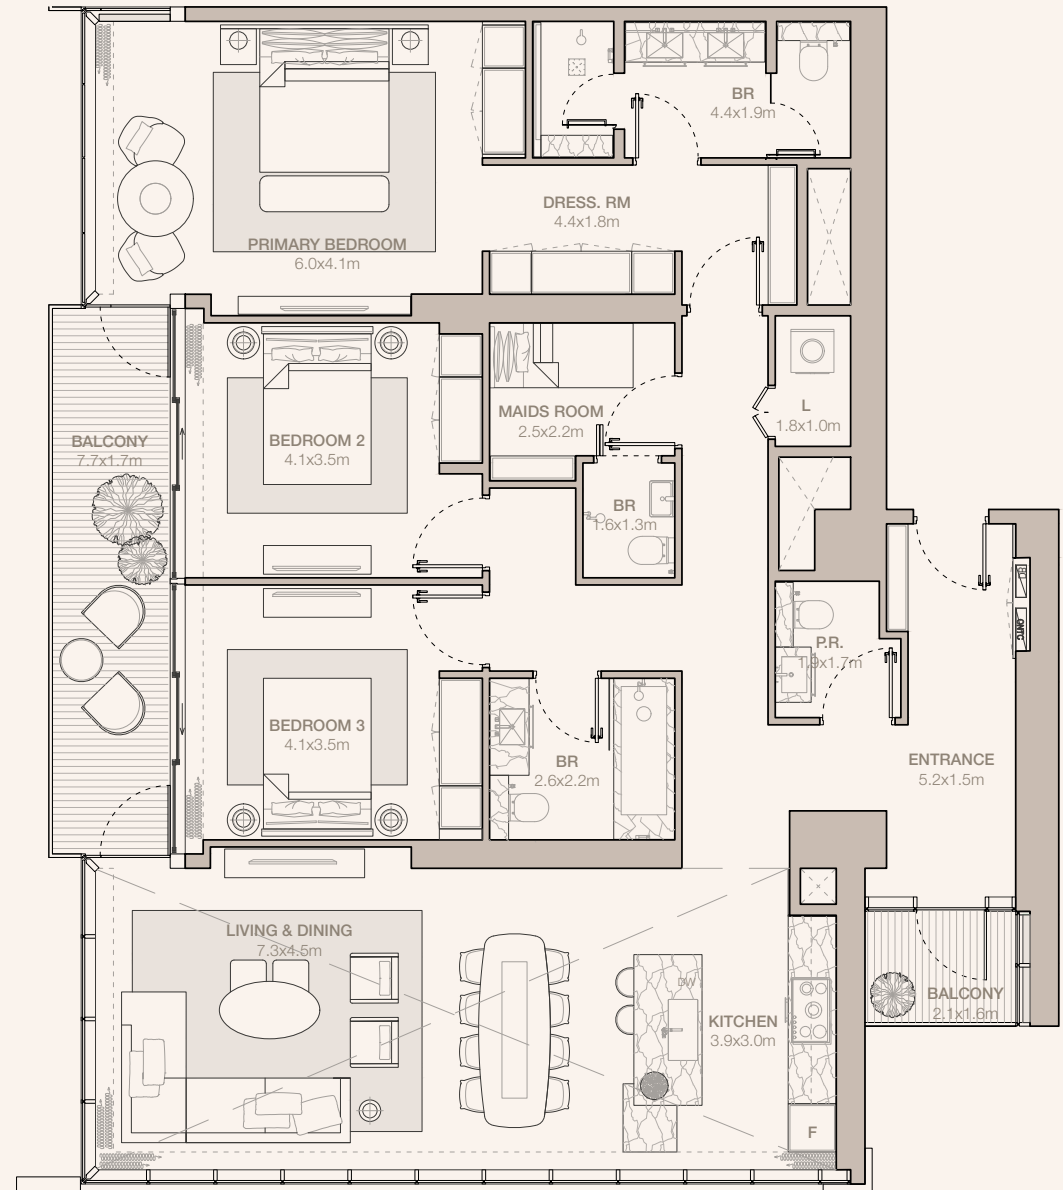 BR
4.4x1.9m
DRESS. RM
4.4x1.8m
PRIMARY BEDROOM
6.0x4.1m
L
1.8x1.0m
MAIDS ROOM
2.5x2.2m
BEDROOM 2
4.1x3.5m
BALCONY
7.7x1.7m
BR
1.6x1.3m
P.R.
1.9x1.7m
BEDROOM 3
4.1x3.5m
BR
2.6x2.2m
ENTRANCE
5.2x1.5m
LIVING & DINING
7.3x4.5m
DW
KITCHEN
3.9x3.0m
BALCONY
2.1x1.6m
F